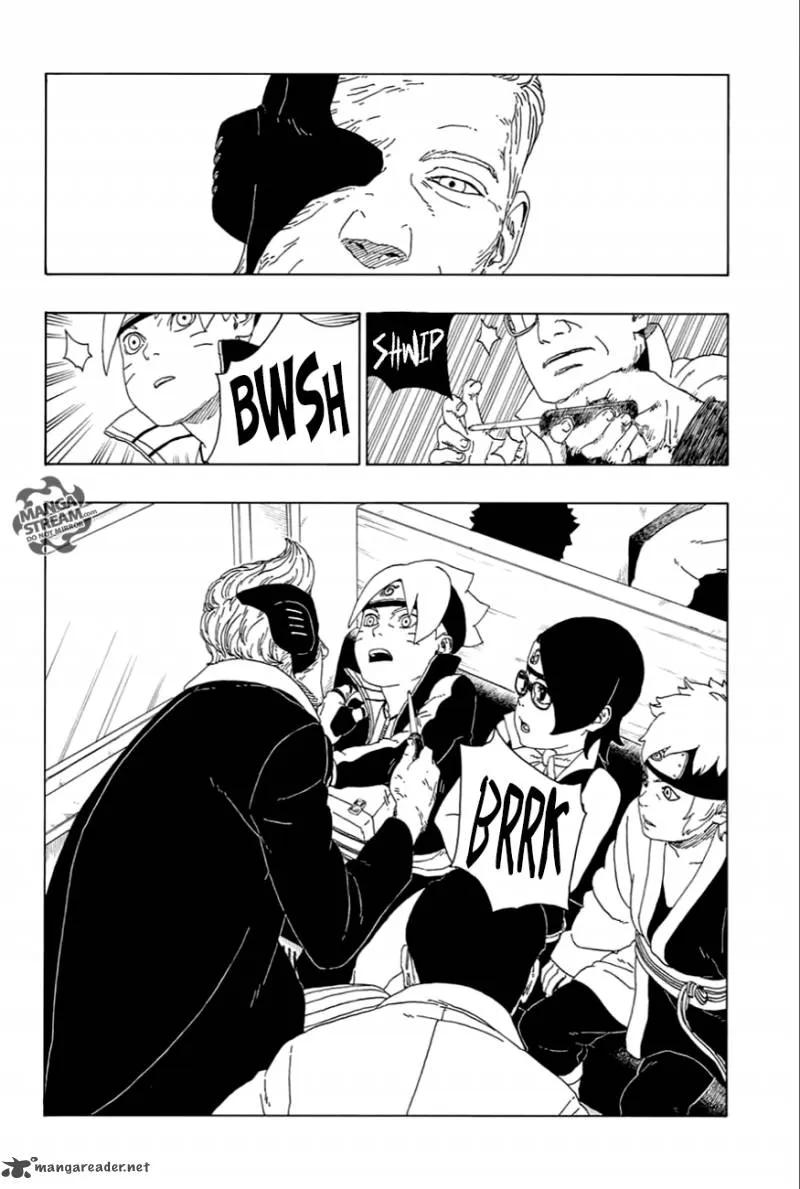 SHWIP
BWSH
MANGA
STREAM.com
DO NOT MIRROR
BRRK
mangareader.net